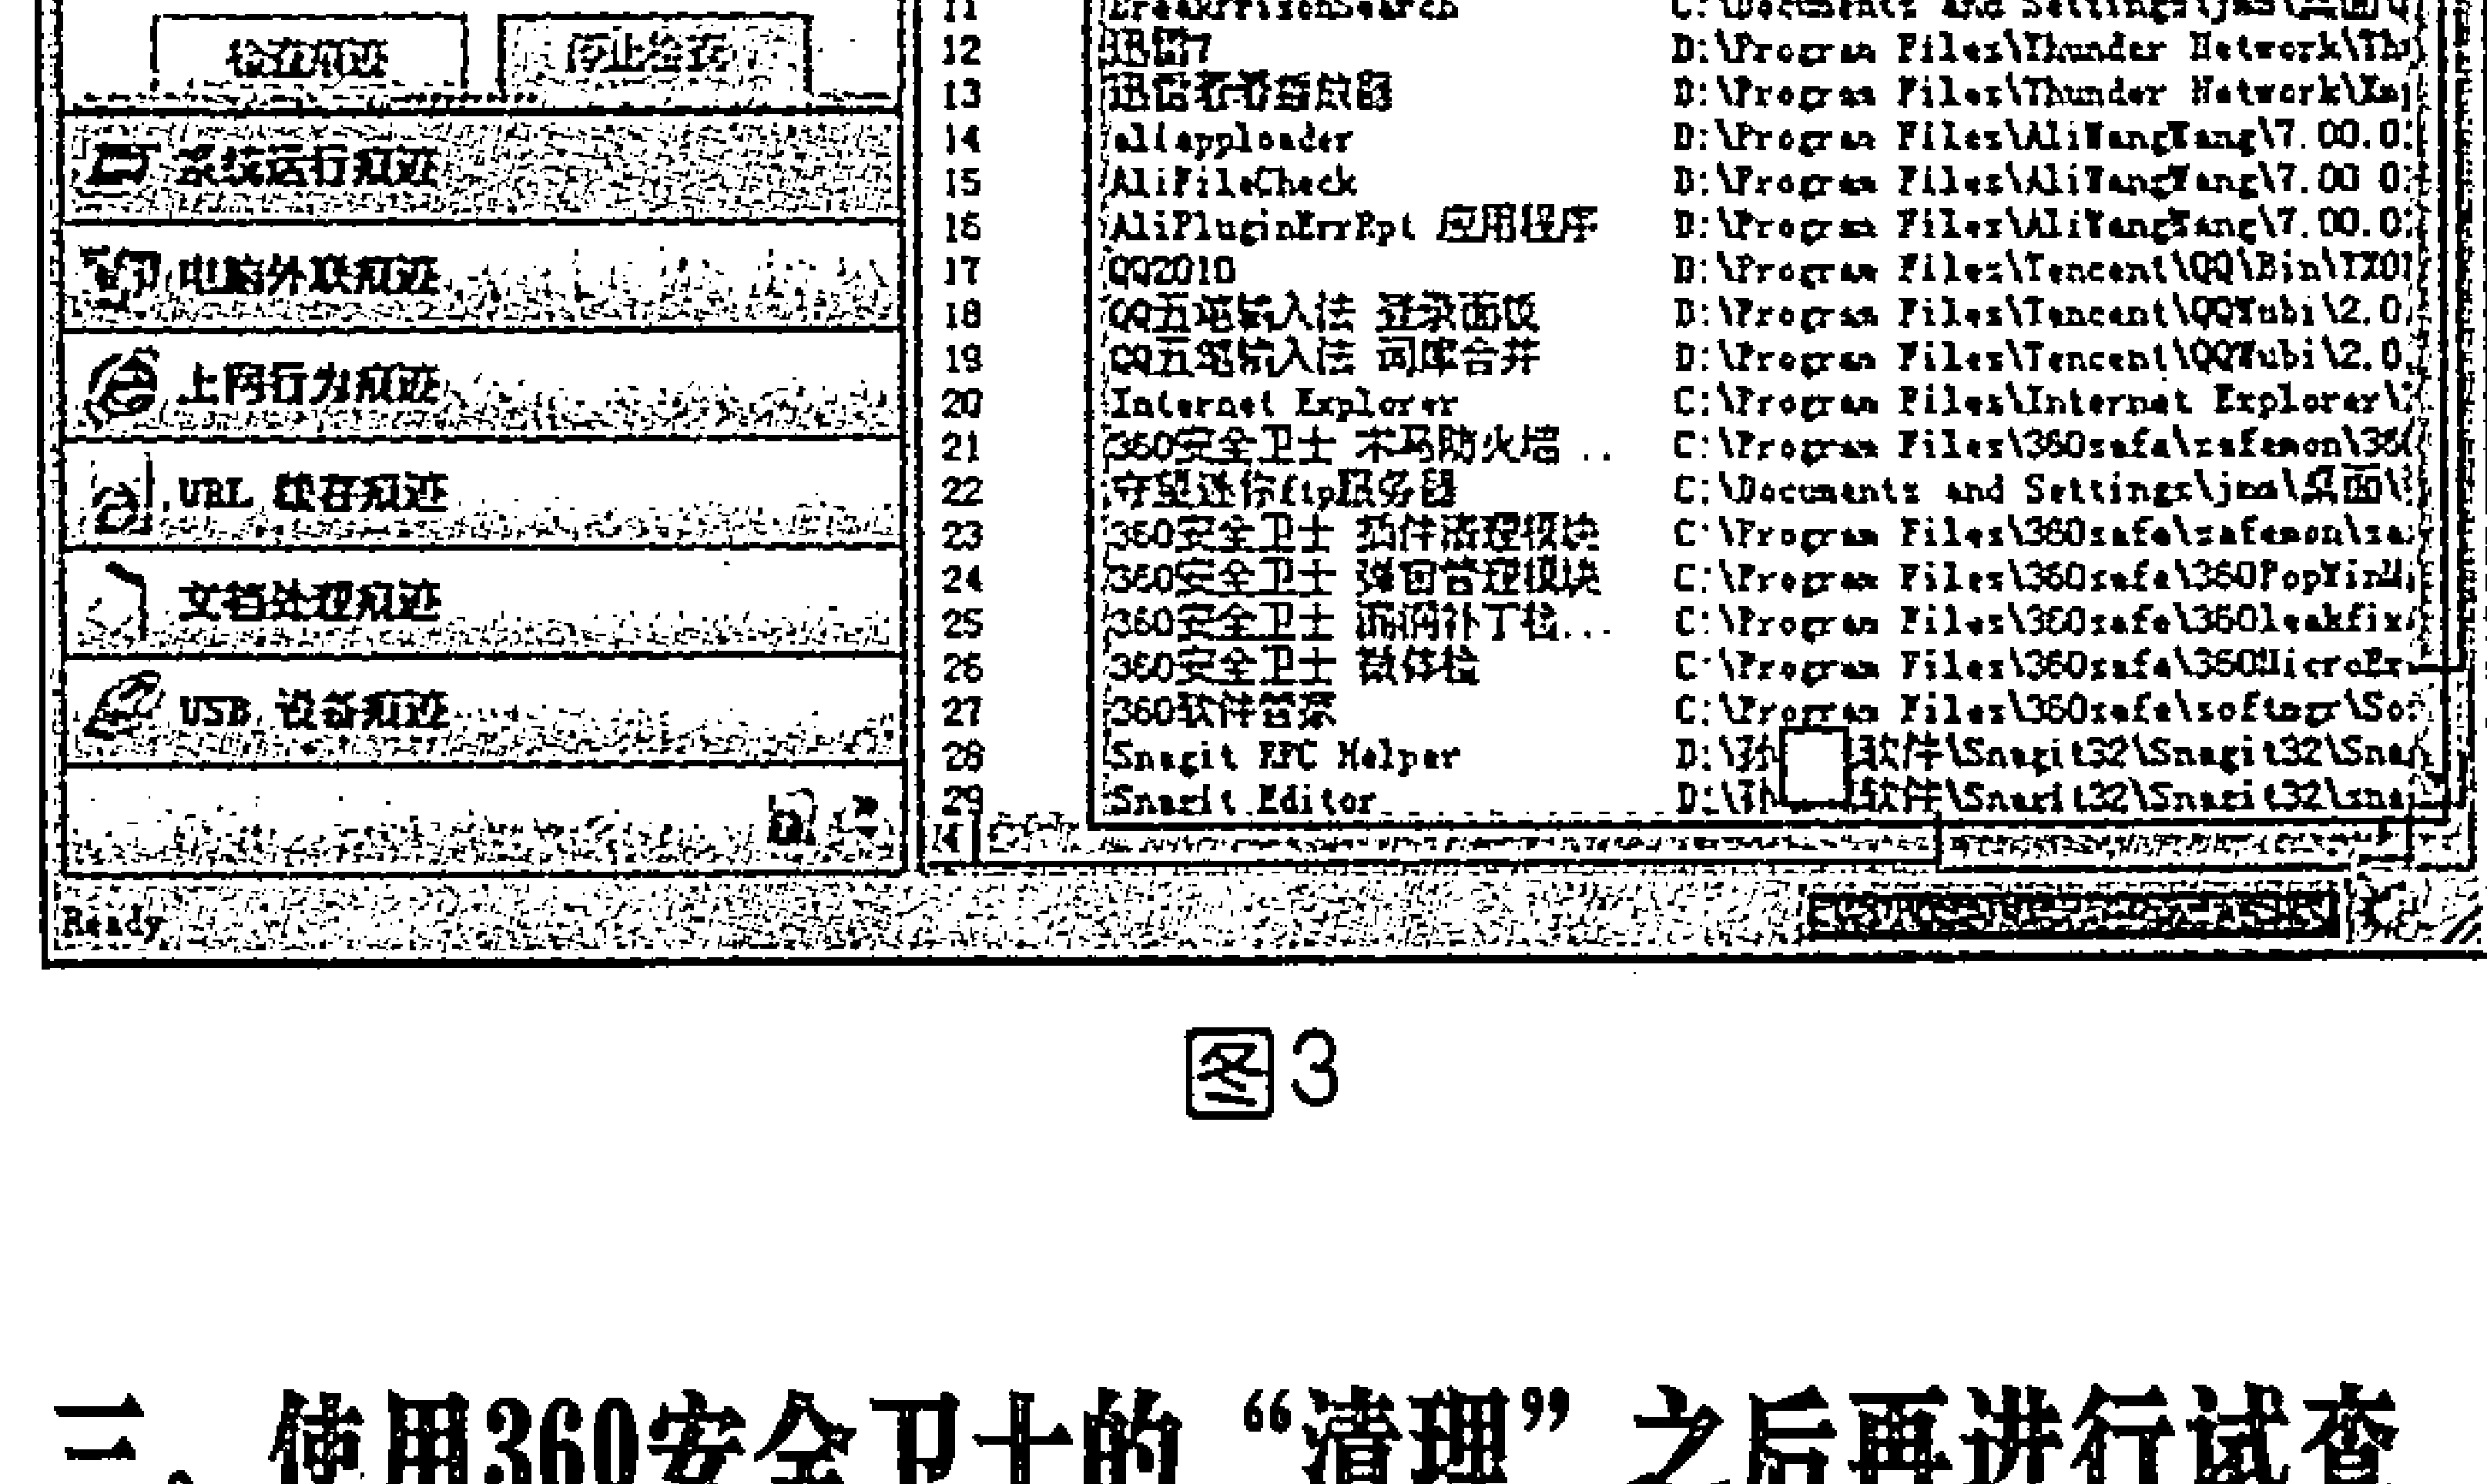 检查痕迹 停止检查
系统运行痕迹
电脑外联痕迹
上网行为痕迹
URL 缓存痕迹
文档处理痕迹
USB 设备痕迹
11 BreakPrisonSearch C:\Documents and Settings\jms\桌面\
12 迅雷7 D:\Program Files\Thunder Network\Thu
13 迅雷看看播放器 D:\Program Files\Thunder Network\Xmp
14 aliapploader D:\Program Files\AliWangWang\7.00.0
15 AliFileCheck D:\Program Files\AliWangWang\7.00.0
16 AliPluginErrRpt 应用程序 D:\Program Files\AliWangWang\7.00.0
17 QQ2010 D:\Program Files\Tencent\QQ\Bin\TXO
18 QQ五笔输入法 登录面板 D:\Program Files\Tencent\QQWubi\2.0
19 QQ五笔输入法 词库合并 D:\Program Files\Tencent\QQWubi\2.0
20 Internet Explorer C:\Program Files\Internet Explorer\
21 360安全卫士 木马防火墙 .. C:\Program Files\360safe\safemon\360
22 守望迷你ftp服务器 C:\Documents and Settings\jms\桌面\
23 360安全卫士 插件清理模块 C:\Program Files\360safe\safemon\sa
24 360安全卫士 弹窗管理模块 C:\Program Files\360safe\360PopWinM
25 360安全卫士 漏洞补丁检... C:\Program Files\360safe\360leakfix
26 360安全卫士 微体检 C:\Program Files\360safe\360MicroEx
27 360软件管家 C:\Program Files\360safe\softmgr\So
28 Snagit RPC Helper D:\孙 软件\Snagit32\Snagit32\Sna
29 Snagit Editor D:\孙 软件\Snagit32\Snagit32\sna
Ready
图3
三、使用360安全卫士的“清理”之后再进行试查